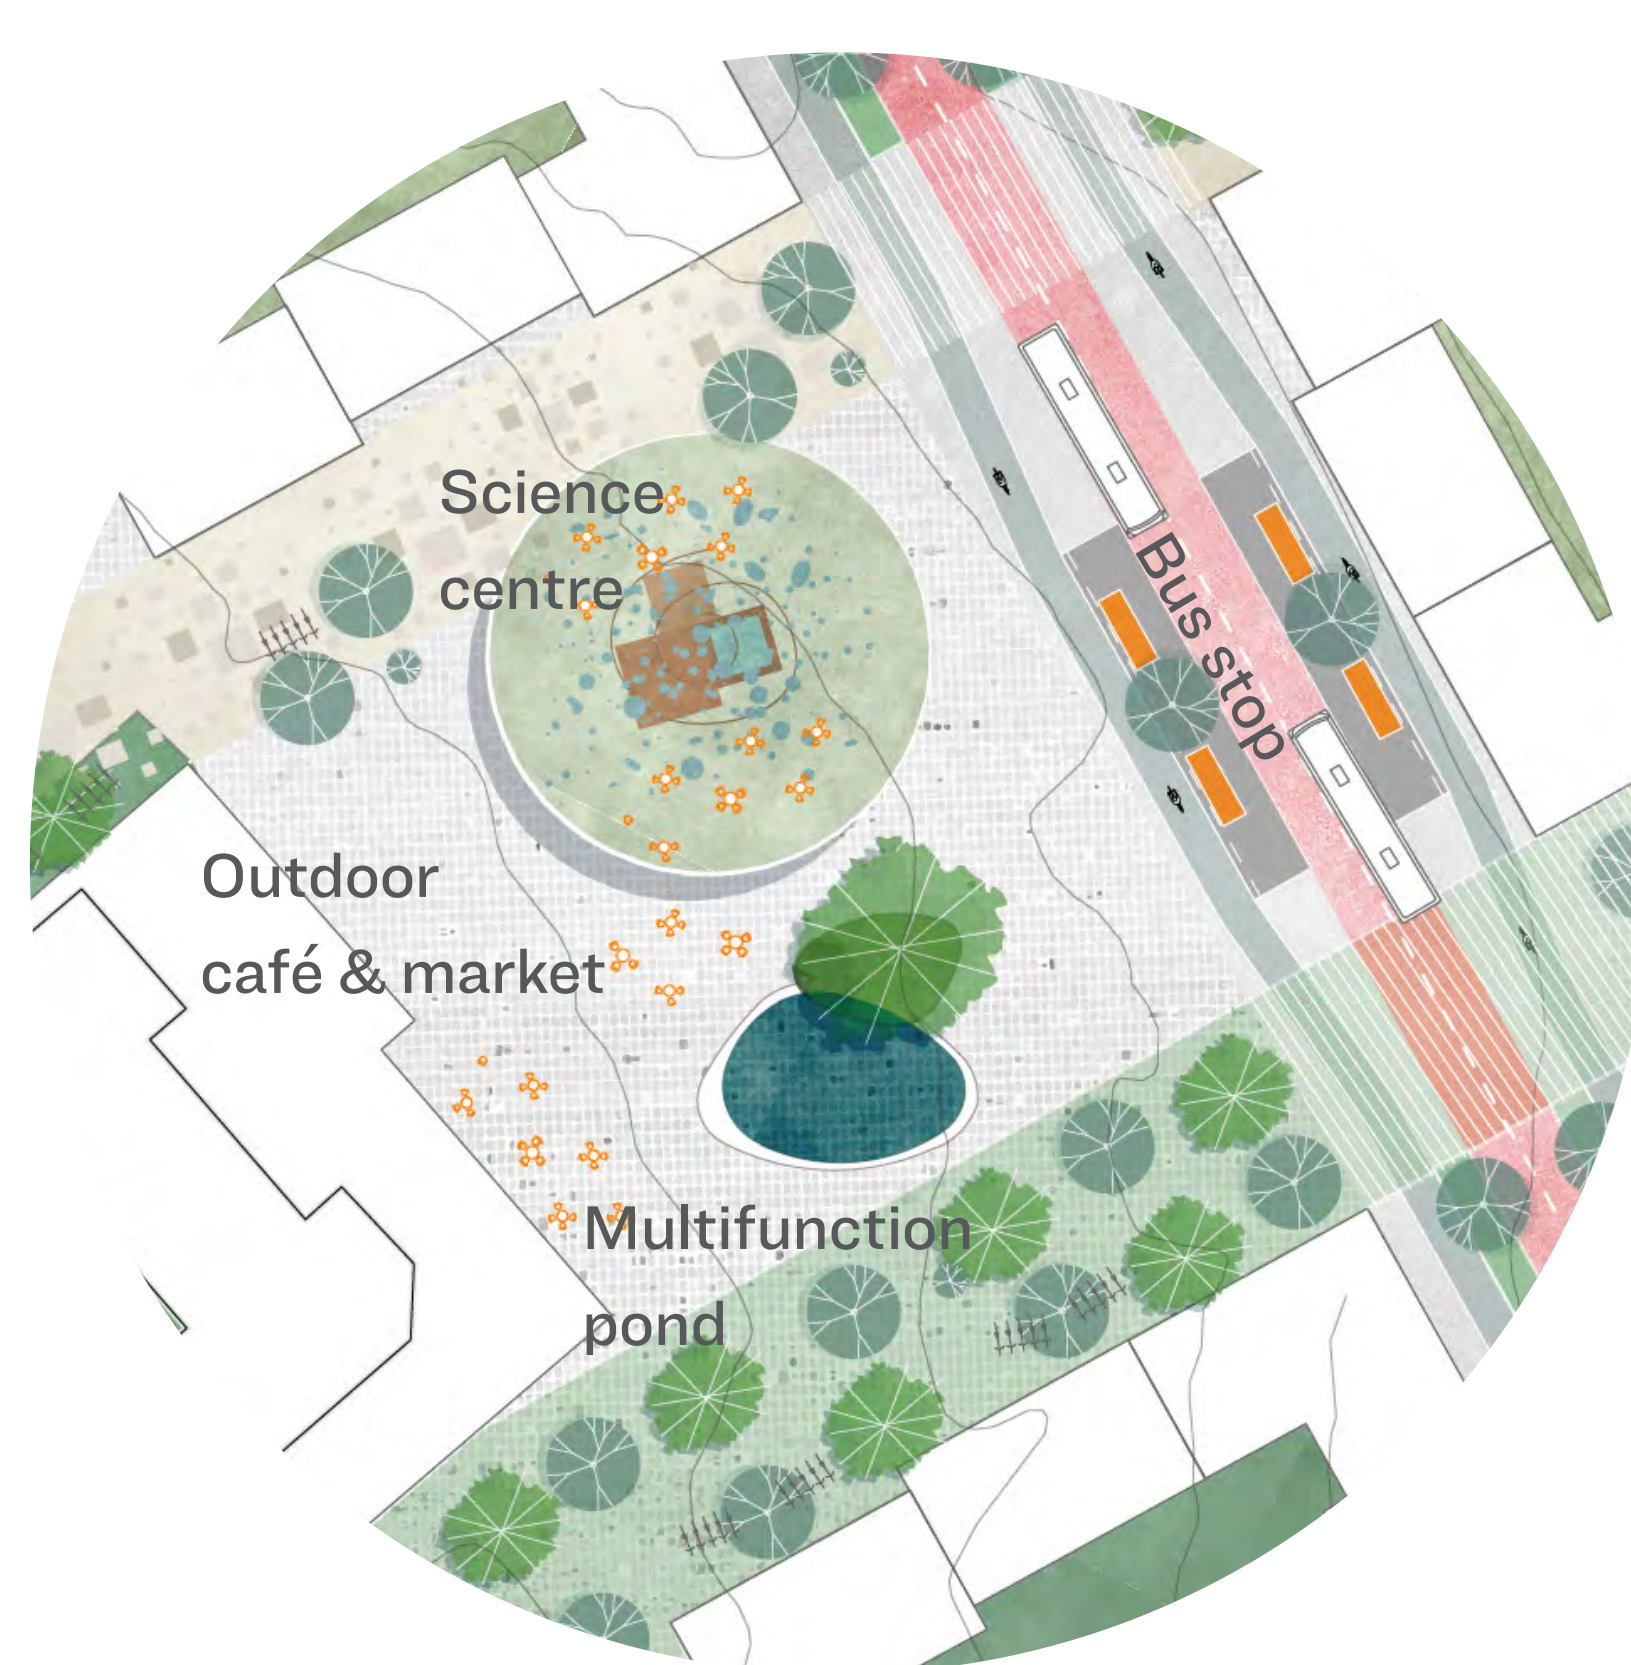 Science
centre
Bus stop
Outdoor
café & market
Multifunction
pond